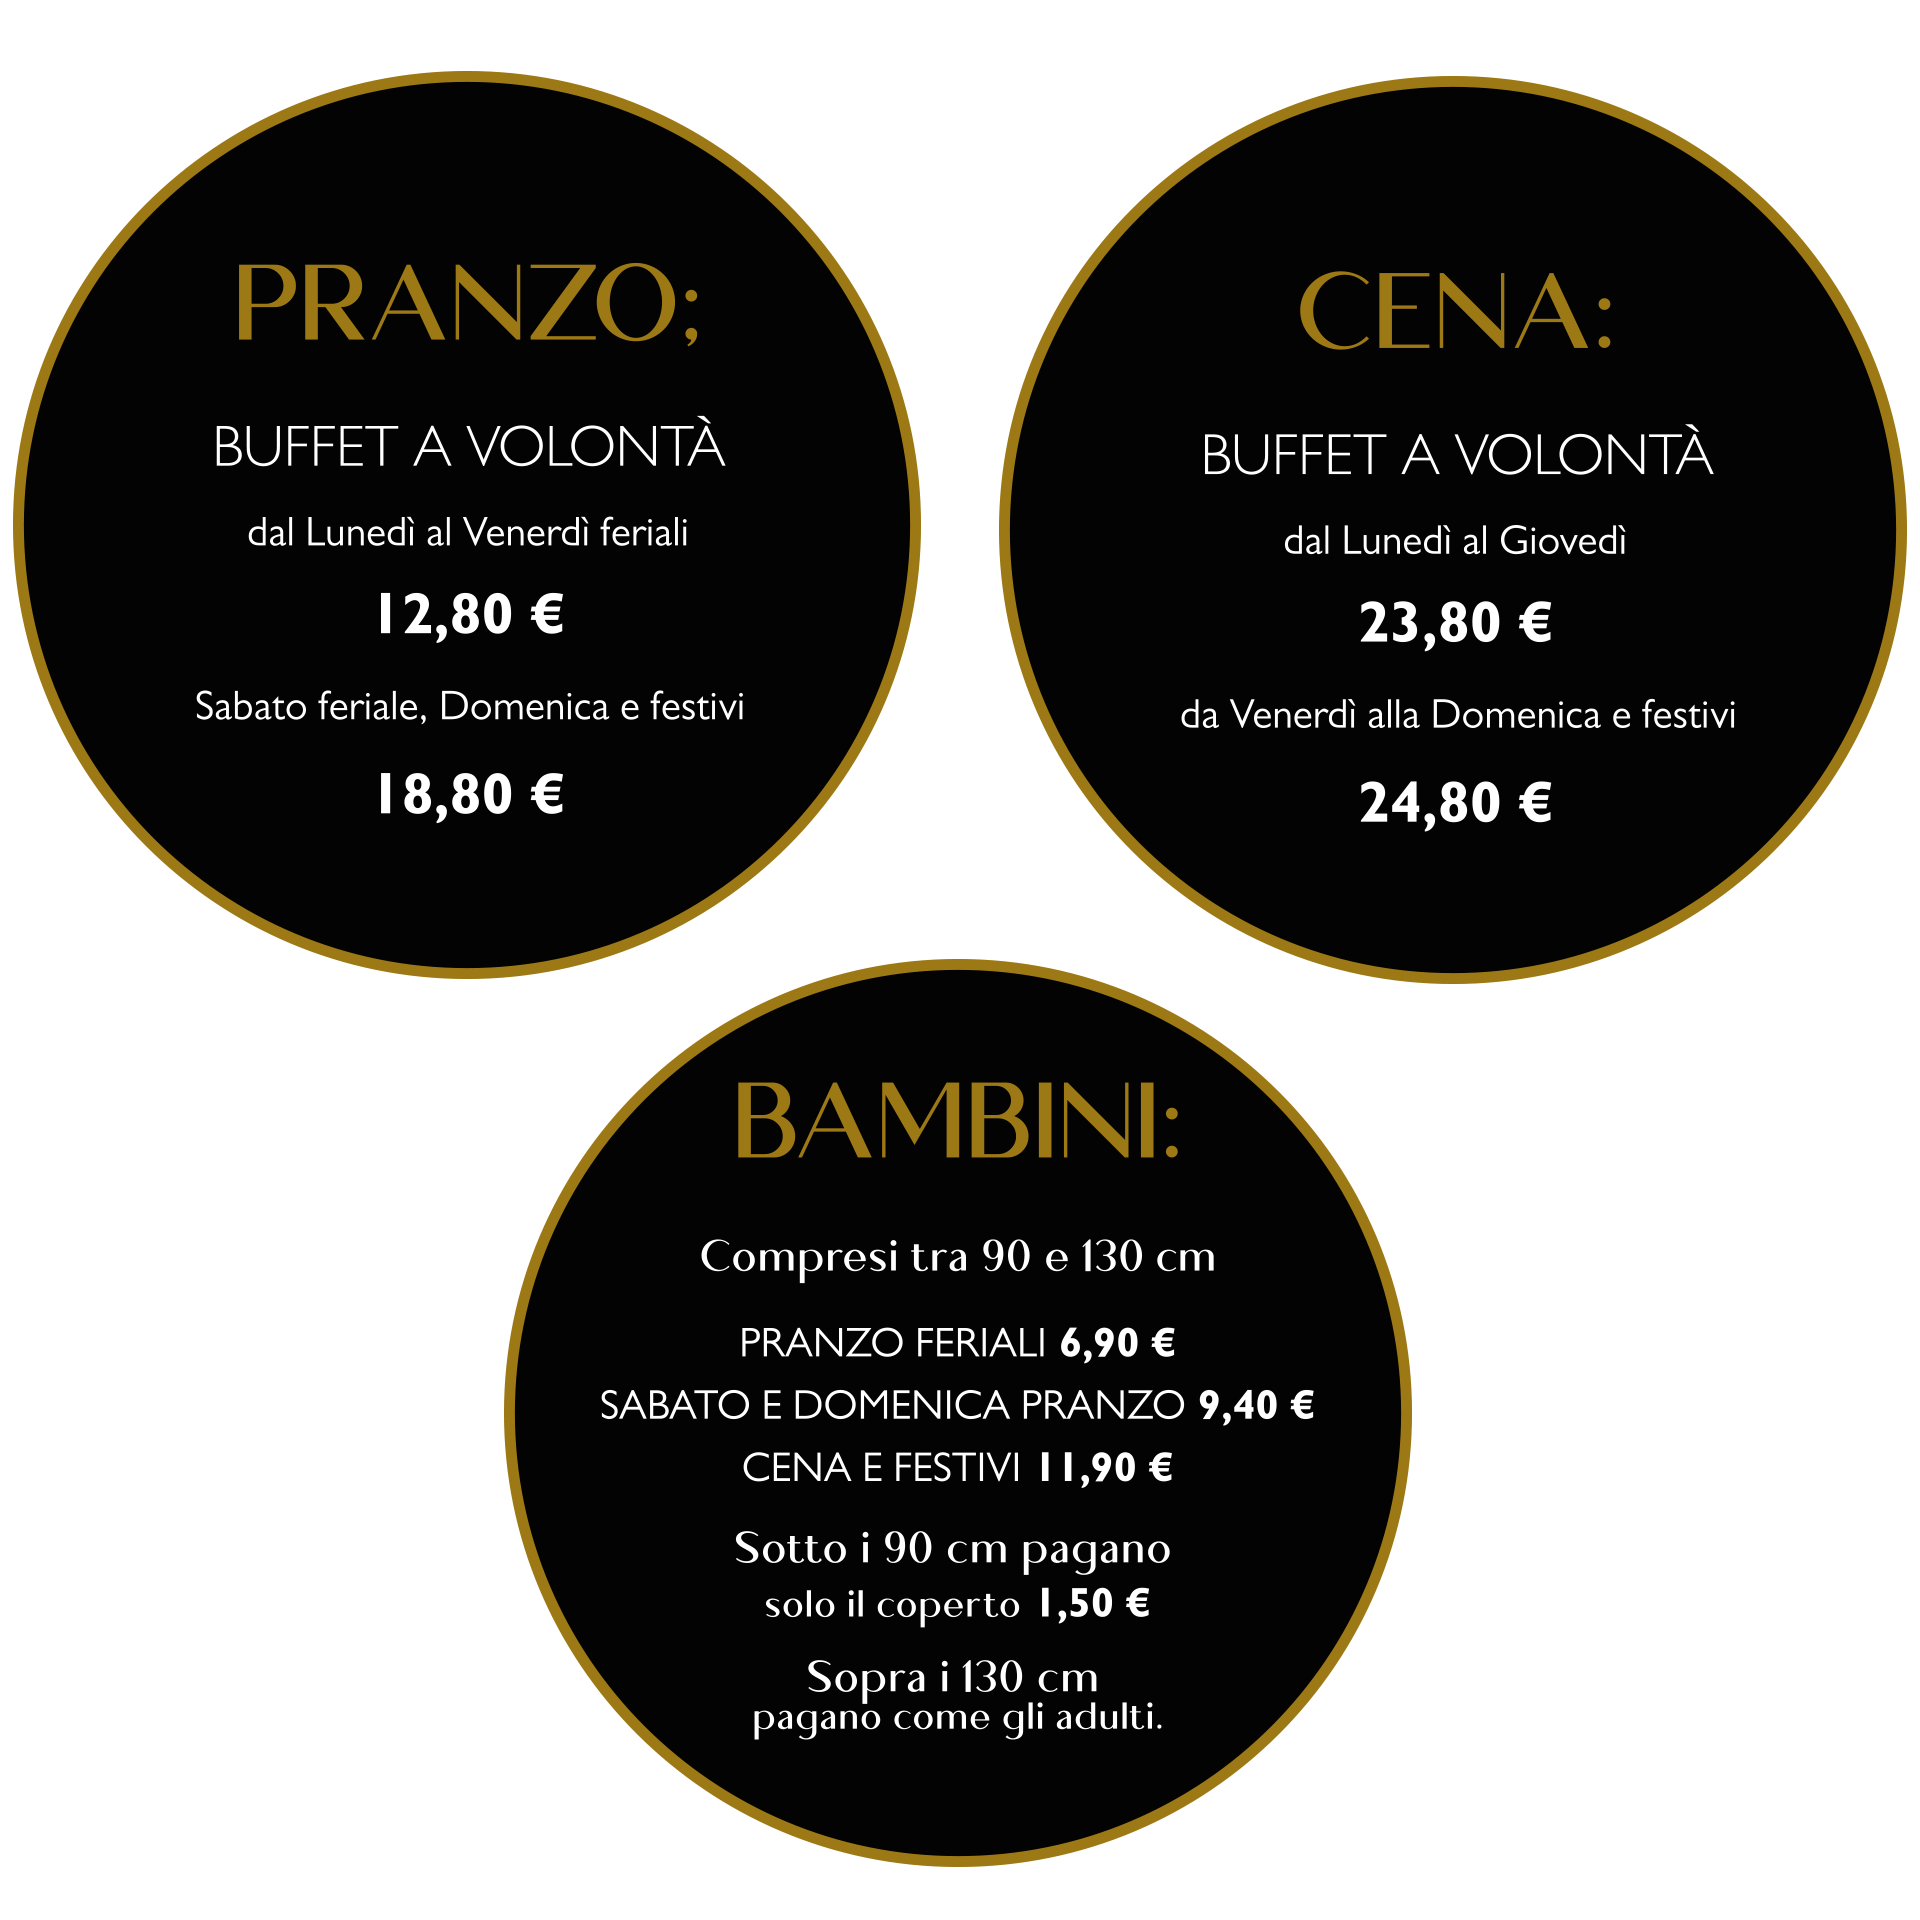 PRANZO;
BUFFET A VOLONTÀ
dal Lunedì al Venerdì feriali
12,80 €
Sabato feriale, Domenica e festivi
18,80 €
CENA:
BUFFET A VOLONTÀ
dal Lunedì al Giovedì
23,80 €
da Venerdì alla Domenica e festivi
24,80 €
BAMBINI:
Compresi tra 90 e 130 cm
PRANZO FERIALI 6,90 €
SABATO E DOMENICA PRANZO 9,40 €
CENA E FESTIVI 11,90 €
Sotto i 90 cm pagano
solo il coperto 1,50 €
Sopra i 130 cm
pagano come gli adulti.